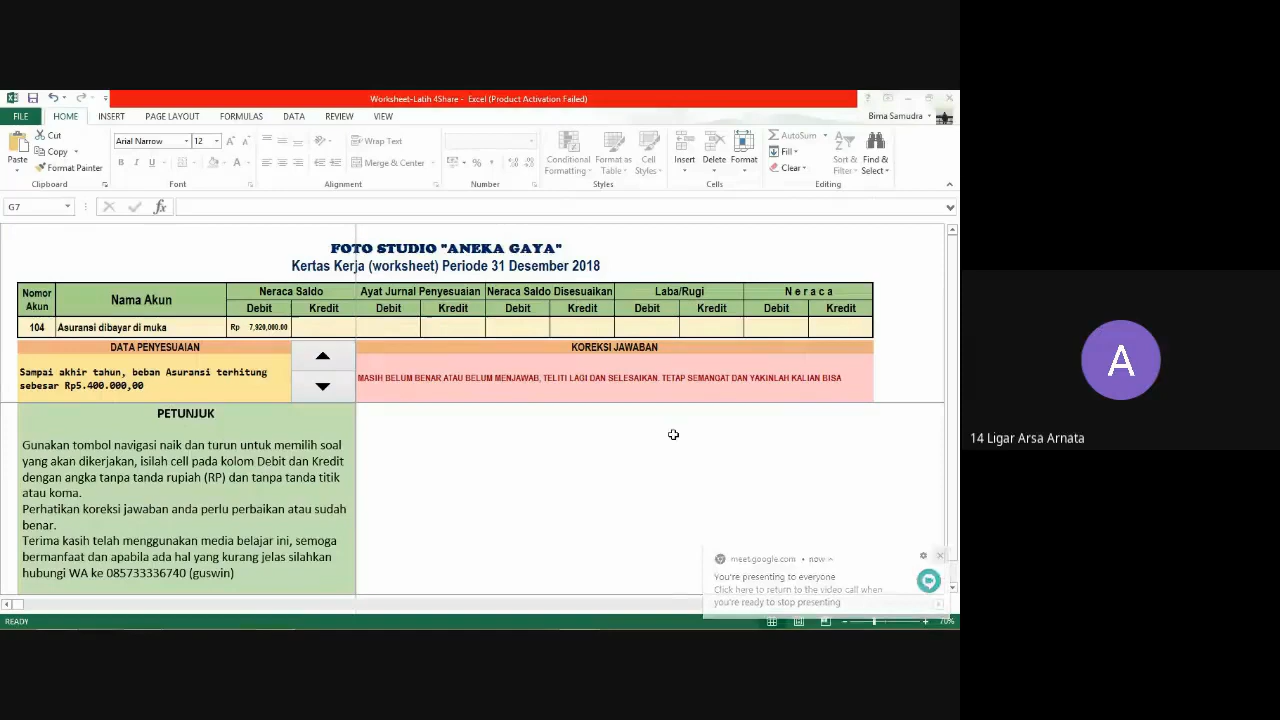 Worksheet-Latih 4Share - Excel (Product Activation Failed)
FILE HOME INSERT PAGE LAYOUT FORMULAS DATA REVIEW VIEW Bima Samudra
Paste Cut Copy Format Painter Clipboard
Arial Narrow 12 B I U Font
Wrap Text Merge & Center Alignment
% Number
Conditional Formatting Format as Table Cell Styles Styles
Insert Delete Format Cells
AutoSum Fill Clear Sort & Filter Find & Select Editing
G7 fx
FOTO STUDIO "ANEKA GAYA"
Kertas Kerja (worksheet) Periode 31 Desember 2018
Nomor Akun Nama Akun Neraca Saldo Ayat Jurnal Penyesuaian Neraca Saldo Disesuaikan Laba/Rugi N e r a c a
Debit Kredit Debit Kredit Debit Kredit Debit Kredit Debit Kredit
104 Asuransi dibayar di muka Rp 7,920,000.00
DATA PENYESUAIAN KOREKSI JAWABAN
Sampai akhir tahun, beban Asuransi terhitung
sebesar Rp5.400.000,00
MASIH BELUM BENAR ATAU BELUM MENJAWAB, TELITI LAGI DAN SELESAIKAN. TETAP SEMANGAT DAN YAKINLAH KALIAN BISA
PETUNJUK
Gunakan tombol navigasi naik dan turun untuk memilih soal
yang akan dikerjakan, isilah cell pada kolom Debit dan Kredit
dengan angka tanpa tanda rupiah (RP) dan tanpa tanda titik
atau koma.
Perhatikan koreksi jawaban anda perlu perbaikan atau sudah
benar.
Terima kasih telah menggunakan media belajar ini, semoga
bermanfaat dan apabila ada hal yang kurang jelas silahkan
hubungi WA ke 085733336740 (guswin)
meet.google.com • now
You're presenting to everyone
Click here to return to the video call when
you're ready to stop presenting
READY 70%
A
14 Ligar Arsa Arnata